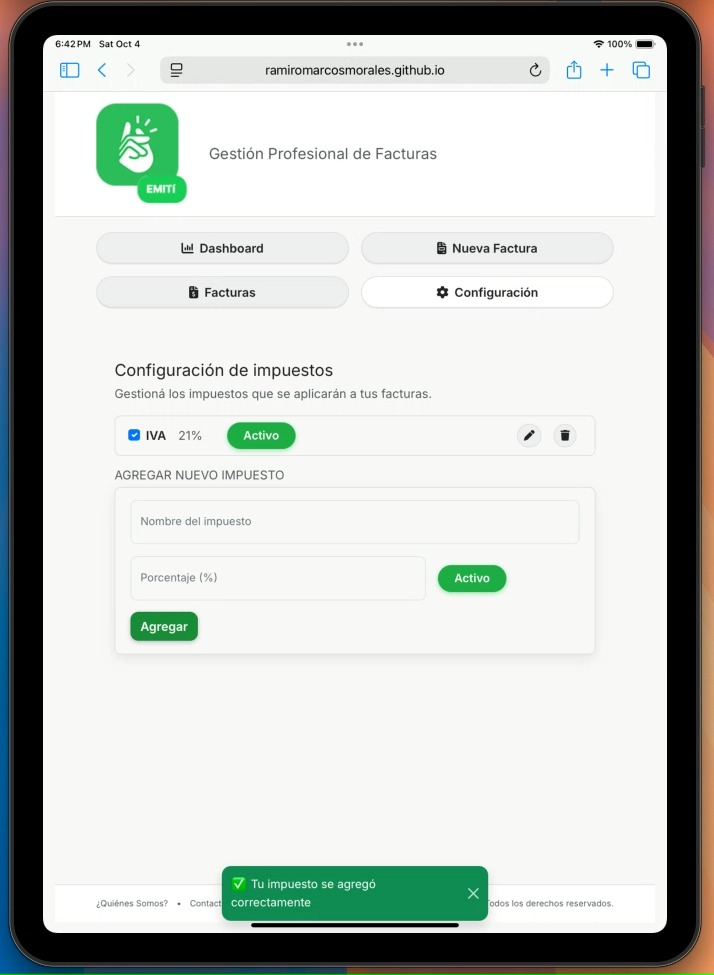 6:42 PM Sat Oct 4
100%
ramiromarcosmorales.github.io
EMITÍ
Gestión Profesional de Facturas
Dashboard
Nueva Factura
Facturas
Configuración
Configuración de impuestos
Gestioná los impuestos que se aplicarán a tus facturas.
IVA 21% Activo
AGREGAR NUEVO IMPUESTO
Nombre del impuesto
Porcentaje (%)
Activo
Agregar
✅ Tu impuesto se agregó
correctamente
¿Quiénes Somos? • Contact
odos los derechos reservados.